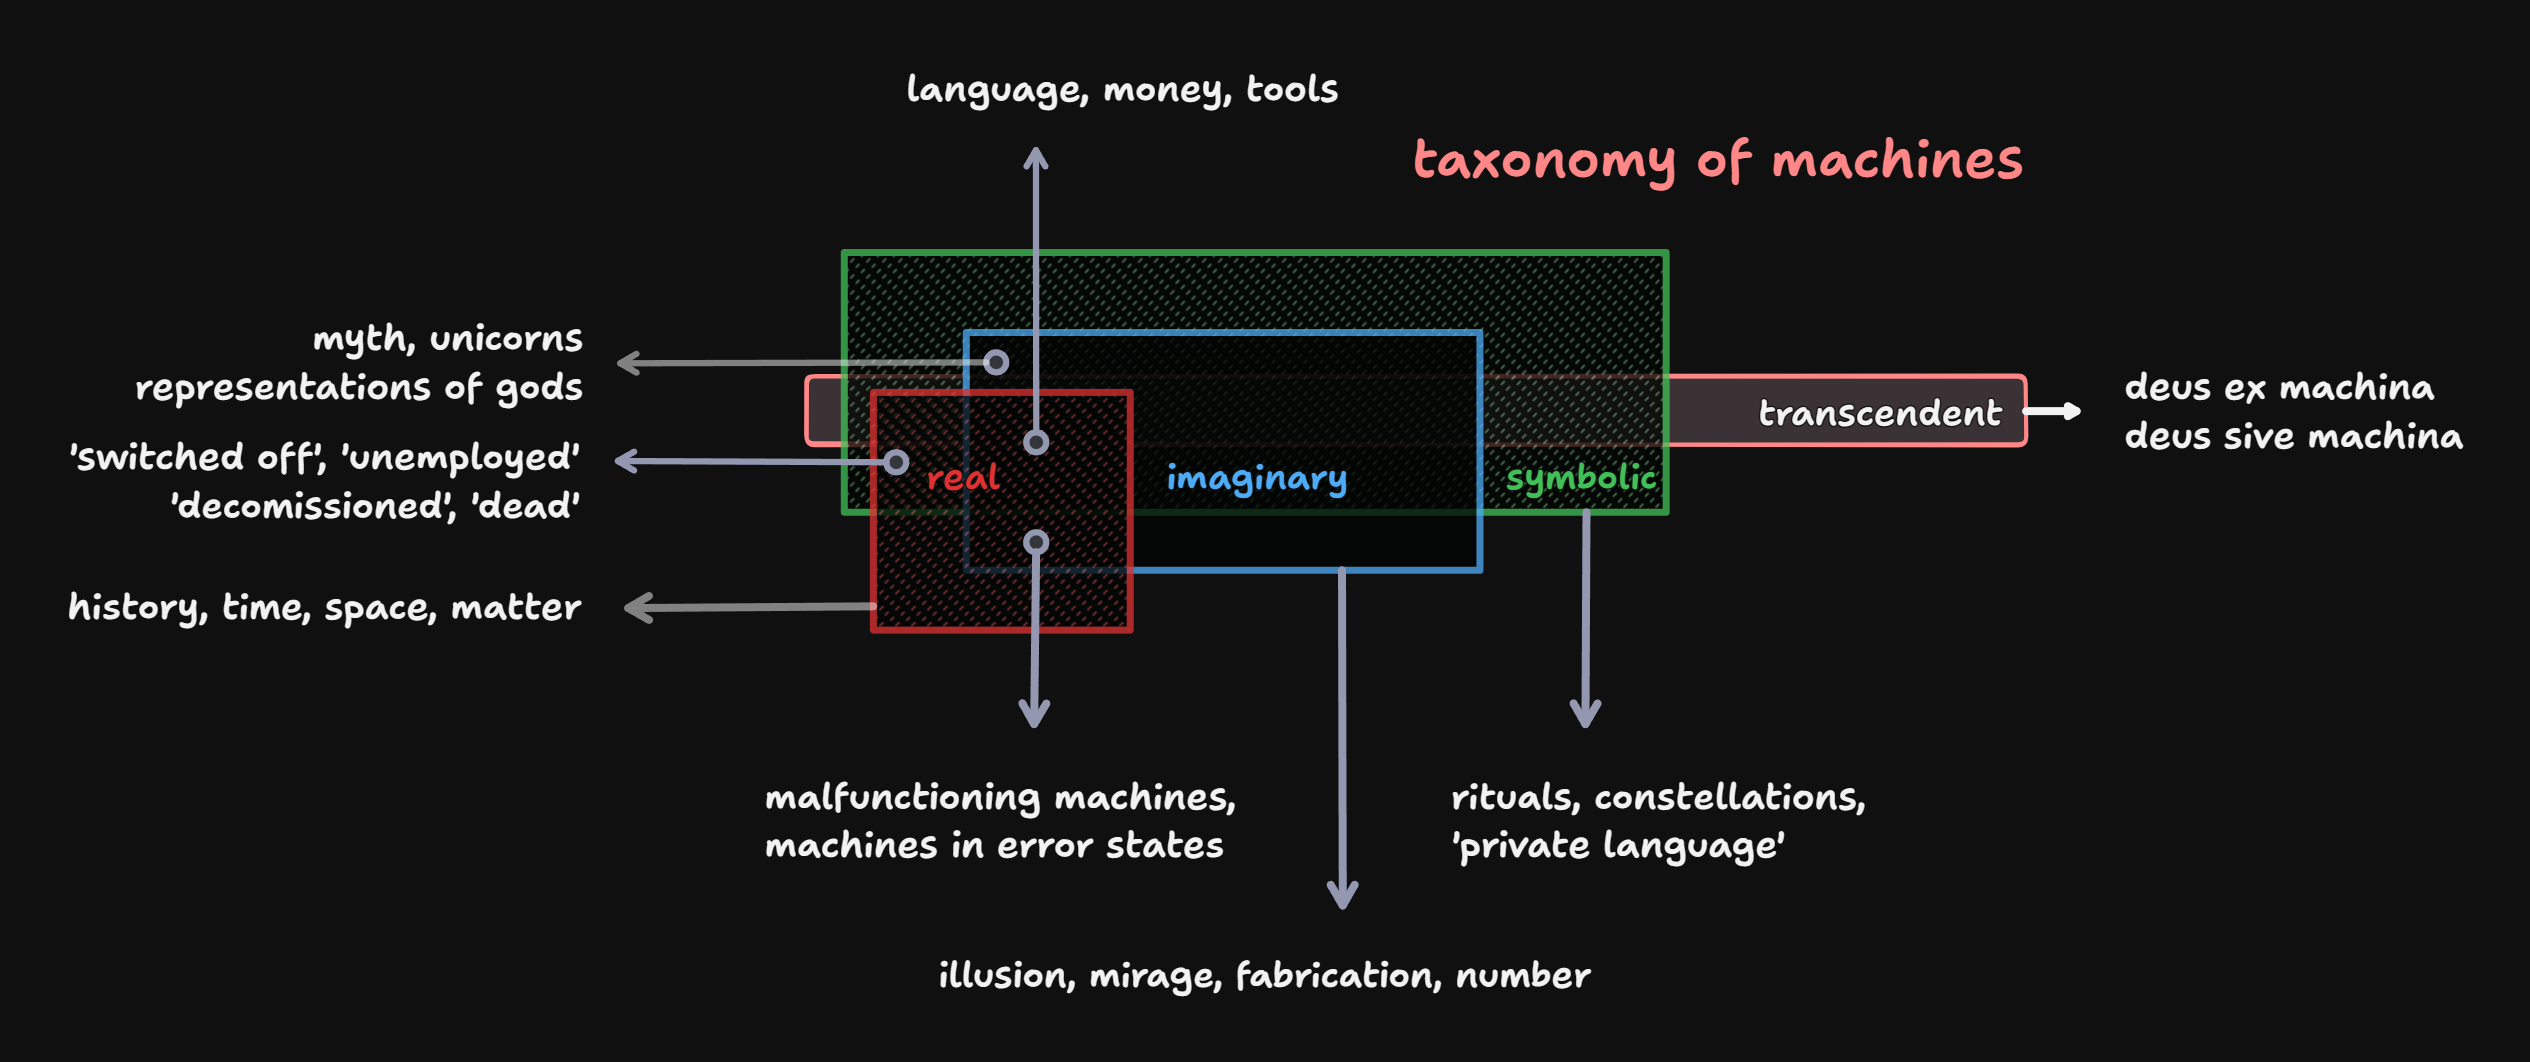 language, money, tools
taxonomy of machines
myth, unicorns
representations of gods
'switched off', 'unemployed'
'decomissioned', 'dead'
history, time, space, matter
real
imaginary
symbolic
transcendent
deus ex machina
deus sive machina
malfunctioning machines,
machines in error states
rituals, constellations,
'private language'
illusion, mirage, fabrication, number